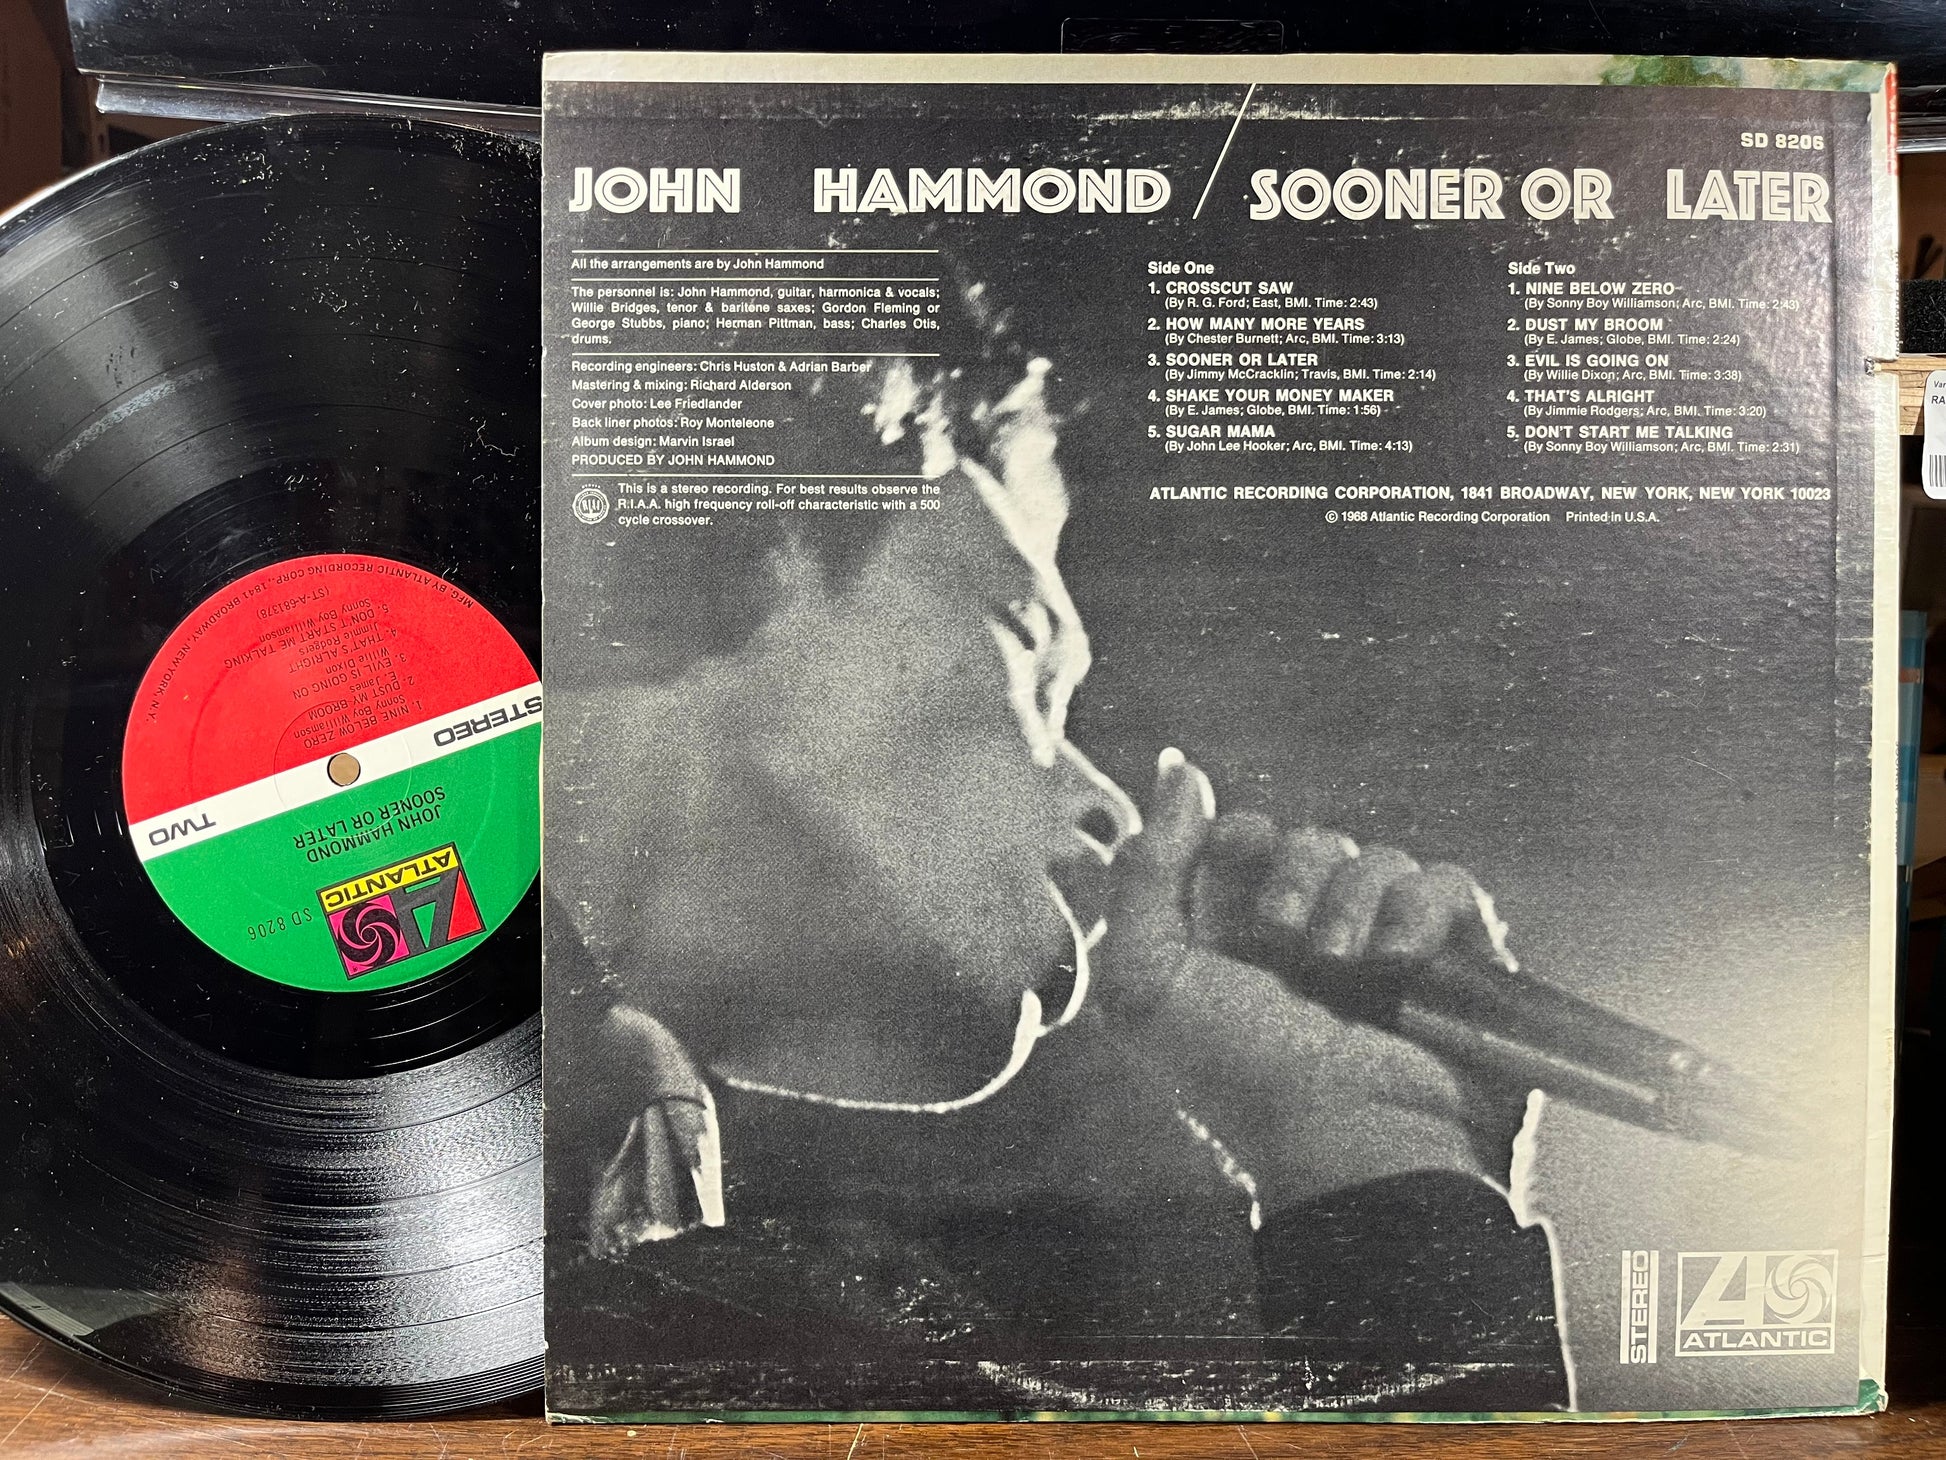 SD 8206
JOHN HAMMOND / SOONER OR LATER
All the arrangements are by John Hammond
The personnel is: John Hammond, guitar, harmonica & vocals;
Willie Bridges, tenor & baritene saxes; Gordon Fleming or
George Stubbs, piano; Herman Pittman, bass; Charles Otis,
drums.
Recording engineers: Chris Huston & Adrian Barber
Mastering & mixing: Richard Alderson
Cover photo: Lee Friedlander
Back liner photos: Roy Monteleone
Album design: Marvin Israel
PRODUCED BY JOHN HAMMOND
This is a stereo recording. For best results observe the
R.I.A.A. high frequency roll-off characteristic with a 500
cycle crossover.
Side One
1. CROSSCUT SAW
(By R. G. Ford; East, BMI. Time: 2:43)
2. HOW MANY MORE YEARS
(By Chester Burnett; Arc, BMI. Time: 3:13)
3. SOONER OR LATER
(By Jimmy McCracklin; Travis, BMI. Time: 2:14)
4. SHAKE YOUR MONEY MAKER
(By E. James; Globe, BMI. Time: 1:56)
5. SUGAR MAMA
(By John Lee Hooker; Arc, BMI. Time: 4:13)
Side Two
1. NINE BELOW ZERO
(By Sonny Boy Williamson; Arc, BMI. Time: 2:43)
2. DUST MY BROOM
(By E. James; Globe, BMI. Time: 2:24)
3. EVIL IS GOING ON
(By Willie Dixon; Arc, BMI. Time: 3:38)
4. THAT'S ALRIGHT
(By Jimmie Rodgers; Arc, BMI. Time: 3:20)
5. DON'T START ME TALKING
(By Sonny Boy Williamson; Arc, BMI. Time: 2:31)
ATLANTIC RECORDING CORPORATION, 1841 BROADWAY, NEW YORK, NEW YORK 10023
© 1968 Atlantic Recording Corporation Printed in U.S.A.
STEREO
ATLANTIC
ATLANTIC
SD 8206
JOHN HAMMOND
SOONER OR LATER
STEREO
TWO
1. NINE BELOW ZERO
Sonny Boy Williamson
2. DUST MY BROOM
E. James
3. EVIL IS GOING ON
Willie Dixon
4. THAT'S ALRIGHT
Jimmie Rodgers
5. DON'T START ME TALKING
Sonny Boy Williamson
(ST-A-681378)
MFG. BY ATLANTIC RECORDING CORP., 1841 BROADWAY, NEW YORK, N.Y.